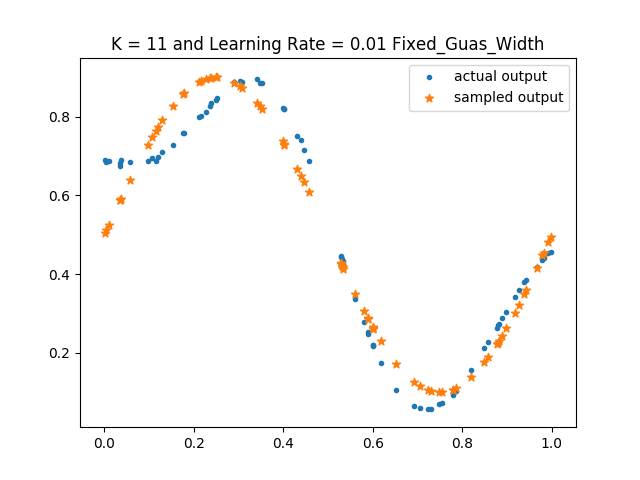 K = 11 and Learning Rate = 0.01 Fixed_Guas_Width
actual output
sampled output
0.8
0.6
0.4
0.2
0.0 0.2 0.4 0.6 0.8 1.0